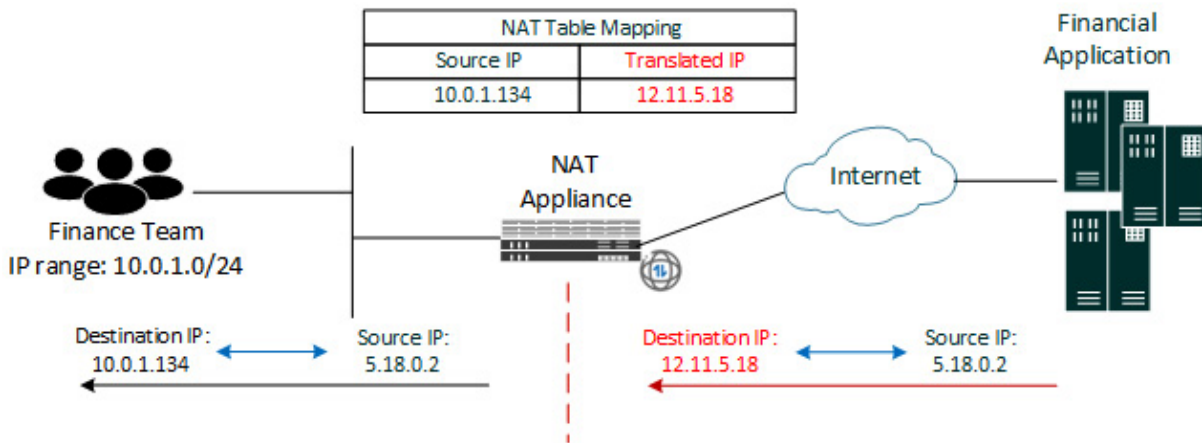 NAT Table Mapping
Source IP Translated IP
10.0.1.134 12.11.5.18
Financial
Application
Finance Team
IP range: 10.0.1.0/24
NAT
Appliance
Internet
Destination IP:
10.0.1.134
Source IP:
5.18.0.2
Destination IP:
12.11.5.18
Source IP:
5.18.0.2